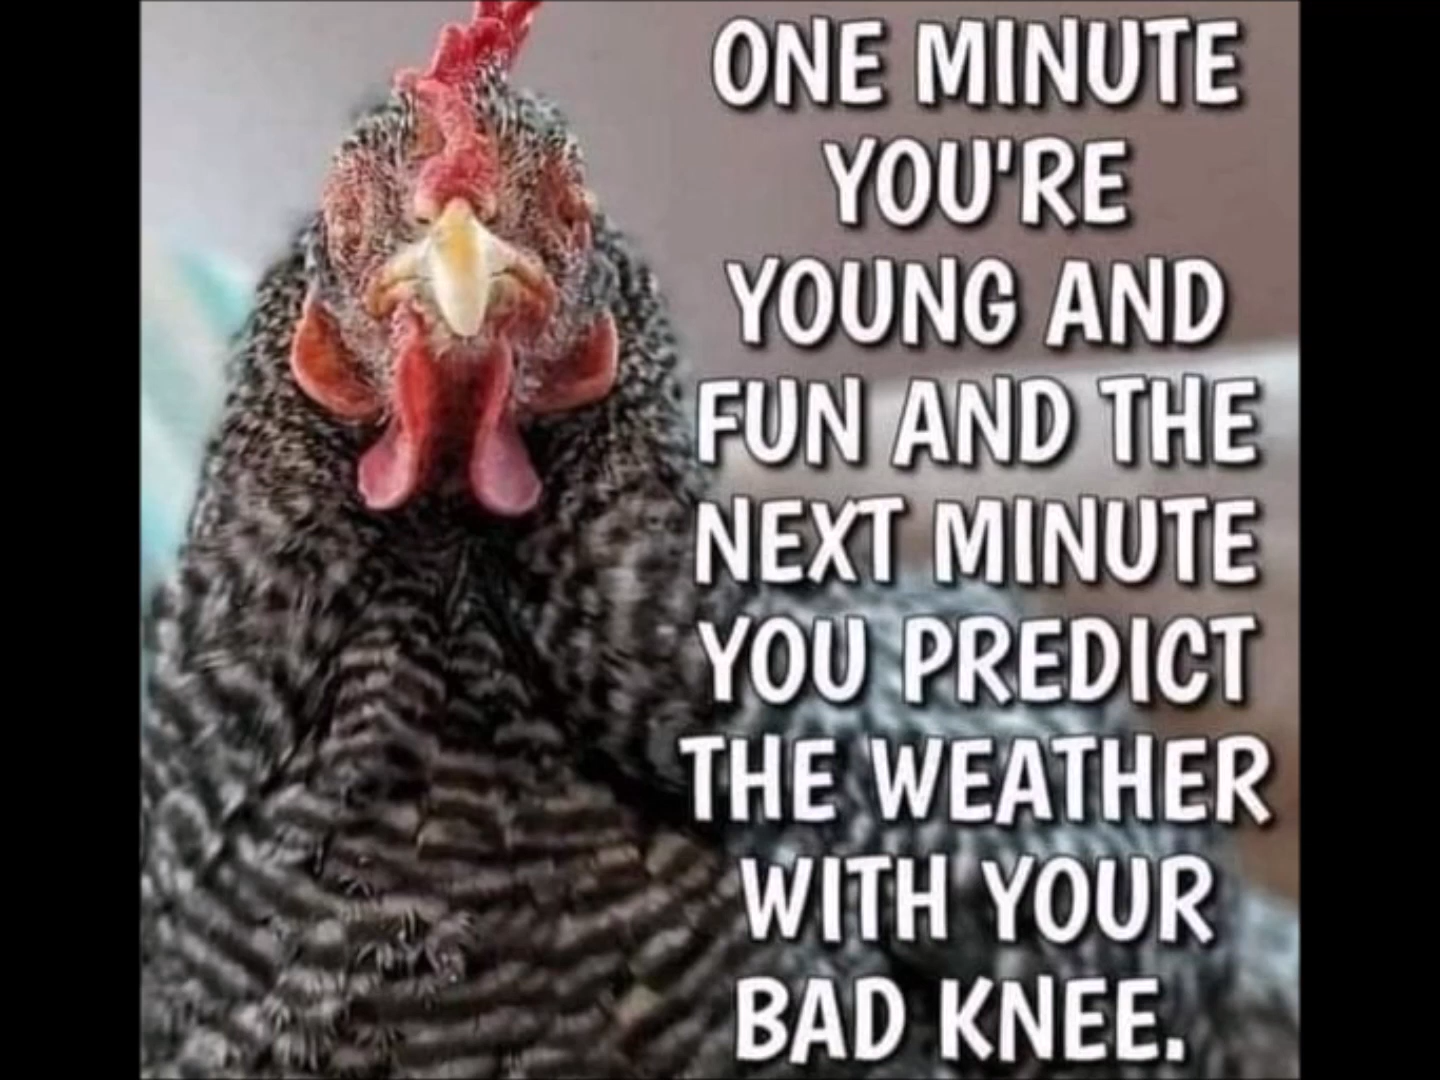 ONE MINUTE
YOU'RE
YOUNG AND
FUN AND THE
NEXT MINUTE
YOU PREDICT
THE WEATHER
WITH YOUR
BAD KNEE.